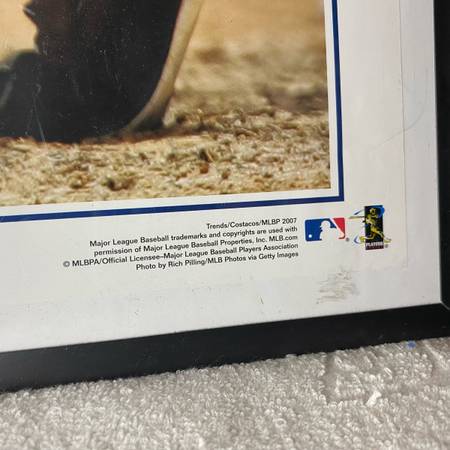 Trends/Costacos/MLBP 2007
Major League Baseball trademarks and copyrights are used with
permission of Major League Baseball Properties, Inc. MLB.com
© MLBPA/Official Licensee–Major League Baseball Players Association
Photo by Rich Pilling/MLB Photos via Getty Images
PLAYERS